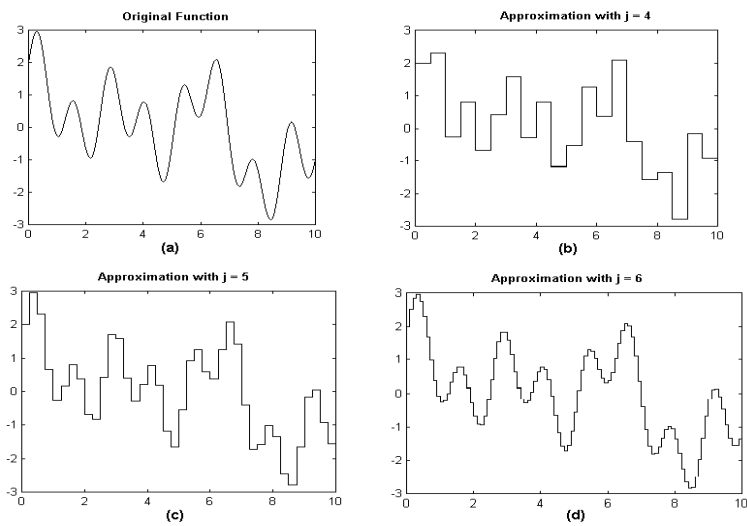 Original Function
3
2
1
0
-1
-2
-3
0 2 4 6 8 10
(a)
Approximation with j = 4
3
2
1
0
-1
-2
-3
0 2 4 6 8 10
(b)
Approximation with j = 5
3
2
1
0
-1
-2
-3
0 2 4 6 8 10
(c)
Approximation with j = 6
3
2
1
0
-1
-2
-3
0 2 4 6 8 10
(d)